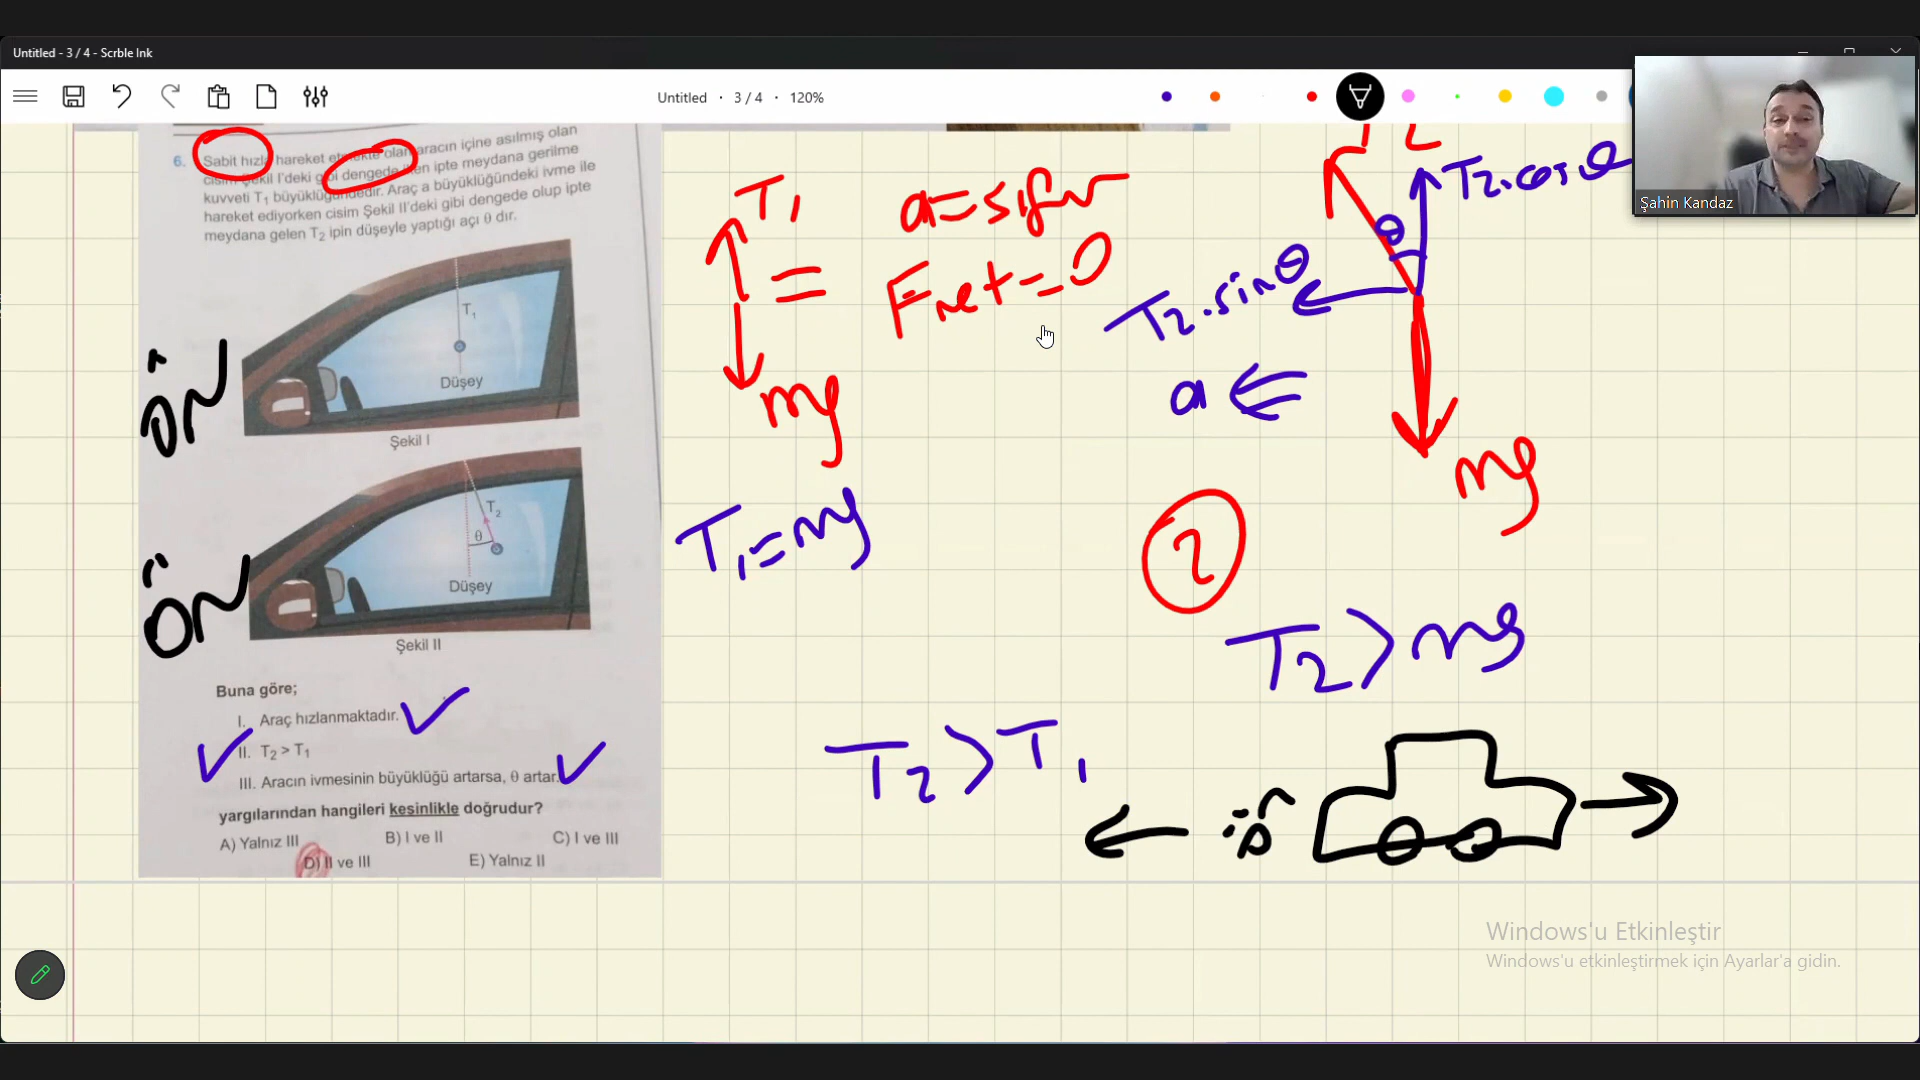 Untitled - 3 / 4 - Scrble Ink
Untitled · 3 / 4 · 120%
Şahin Kandaz
6. Sabit hızla hareket etmekte olan aracın içine asılmış olan
cisim Şekil I'deki gibi dengede iken ipte meydana gerilme
kuvveti T₁ büyüklüğündedir. Araç a büyüklüğündeki ivme ile
hareket ediyorken cisim Şekil II'deki gibi dengede olup ipte
meydana gelen T₂ ipin düşeyle yaptığı açı θ dır.
T₁
Düşey
Şekil I
ÖN
T₂
θ
Düşey
Şekil II
ÖN
Buna göre;
I. Araç hızlanmaktadır.
II. T₂ > T₁
III. Aracın ivmesinin büyüklüğü artarsa, θ artar.
yargılarından hangileri kesinlikle doğrudur?
A) Yalnız III B) I ve II C) I ve III
D) II ve III E) Yalnız II
T₁
=
mg
a=sıfır
Fnet=0
T₁=mg
T₂.cosθ
θ
T₂.sinθ
a
mg
2
T₂>mg
T₂>T₁
Windows'u Etkinleştir
Windows'u etkinleştirmek için Ayarlar'a gidin.